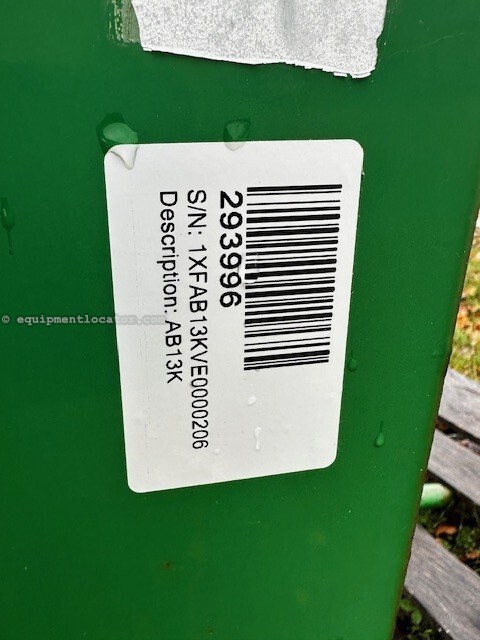 293996
S/N: 1XFAB13KVE0000206
Description: AB13K
© equipmentlocator.com